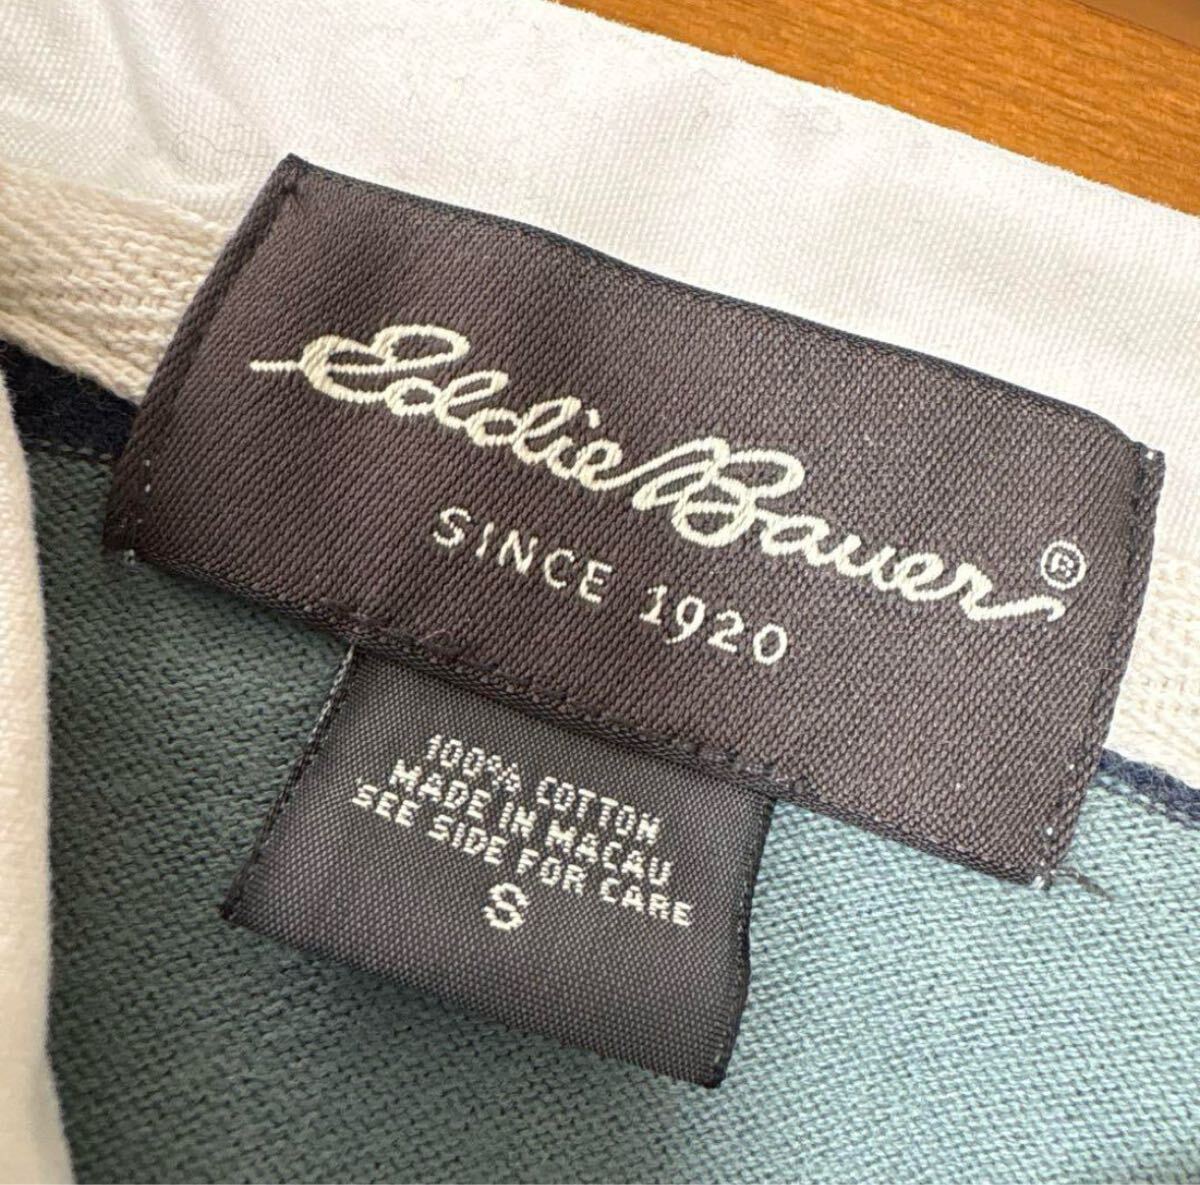 Eddie Bauer®
SINCE 1920
100% COTTON
MADE IN MACAU
SEE SIDE FOR CARE
S